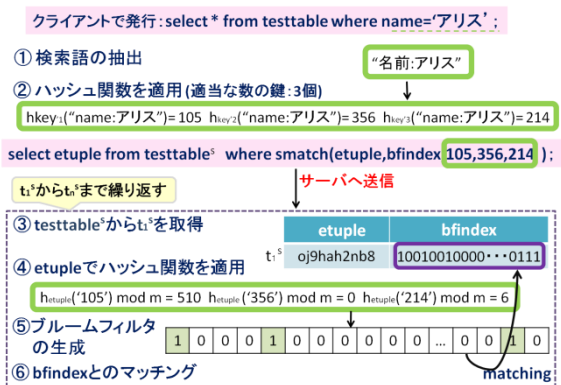 クライアントで発行：select * from testtable where name=‘アリス’；
① 検索語の抽出
“名前:アリス”
② ハッシュ関数を適用(適当な数の鍵：3個)
hkey'1(“name:アリス”)= 105 hkey'2(“name:アリス”)= 356 hkey'3(“name:アリス”)= 214
select etuple from testtableˢ where smatch(etuple,bfindex,105,356,214 )；
t₁ˢからtₙˢまで繰り返す
サーバへ送信
③ testtableˢからt₁ˢを取得
etuple bfindex
t₁ˢ oj9hah2nb8 10010010000・・・0111
④ etupleでハッシュ関数を適用
hetuple(‘105’) mod m = 510 hetuple(‘356’) mod m = 0 hetuple(‘214’) mod m = 6
⑤ブルームフィルタ
の生成
1 0 0 0 1 0 0 0 0 0 0 ... 0 0 1 0
⑥ bfindexとのマッチング
matching